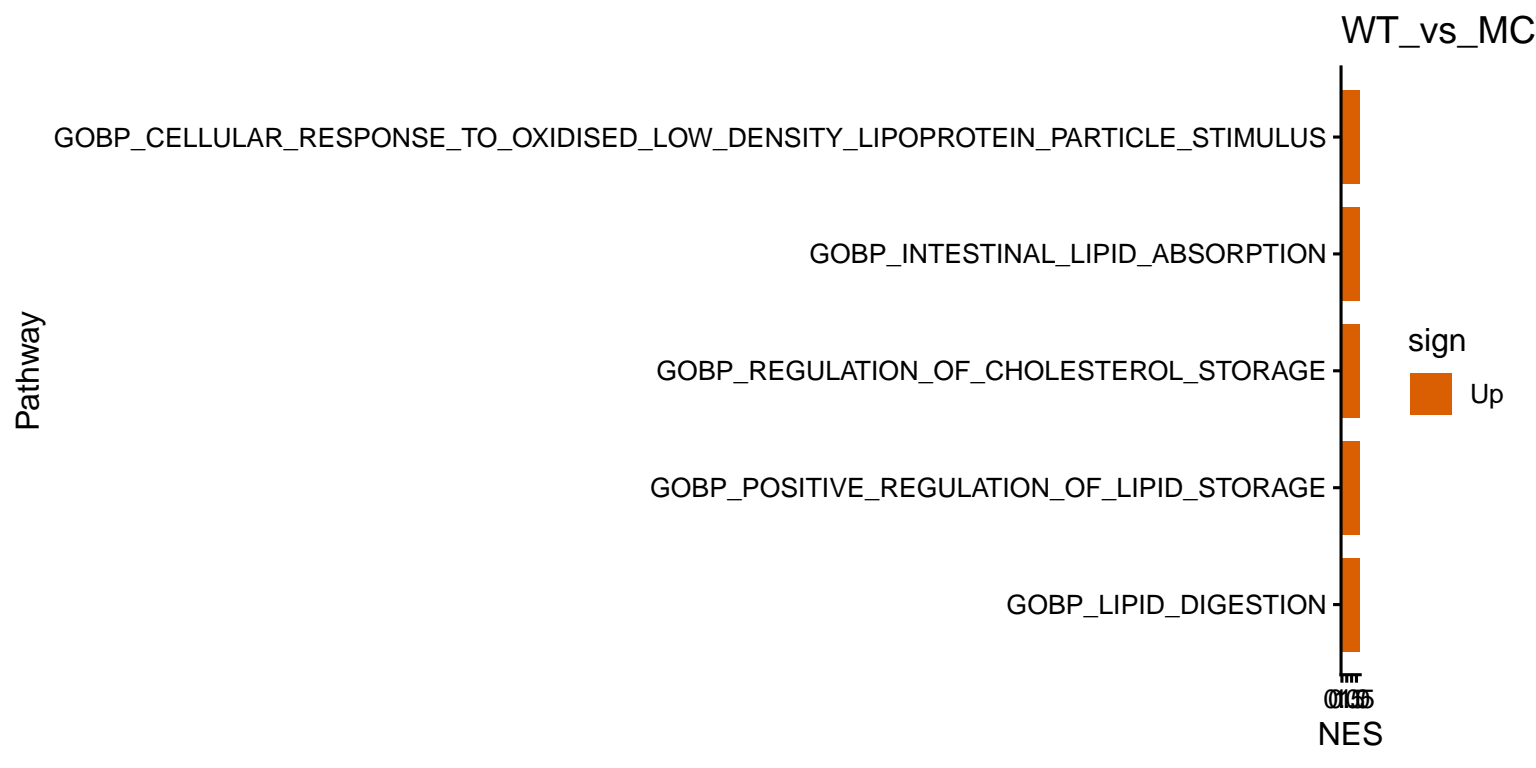 WT_vs_MC
GOBP_CELLULAR_RESPONSE_TO_OXIDISED_LOW_DENSITY_LIPOPROTEIN_PARTICLE_STIMULUS
GOBP_INTESTINAL_LIPID_ABSORPTION
GOBP_REGULATION_OF_CHOLESTEROL_STORAGE
GOBP_POSITIVE_REGULATION_OF_LIPID_STORAGE
GOBP_LIPID_DIGESTION
Pathway
NES
sign
Up